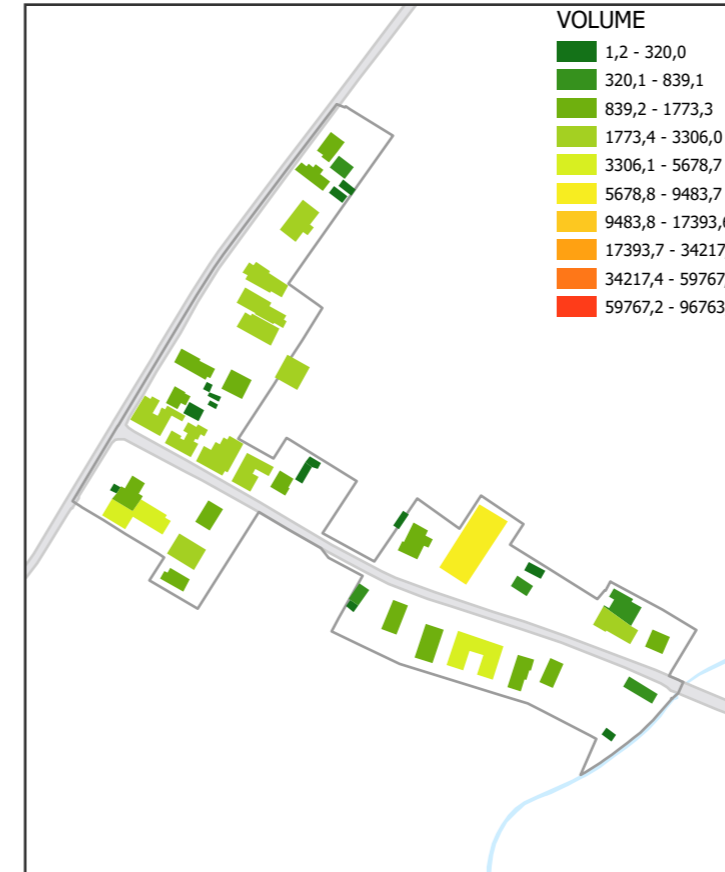 VOLUME
1,2 - 320,0
320,1 - 839,1
839,2 - 1773,3
1773,4 - 3306,0
3306,1 - 5678,7
5678,8 - 9483,7
9483,8 - 17393,6
17393,7 - 34217
34217,4 - 59767,
59767,2 - 96763